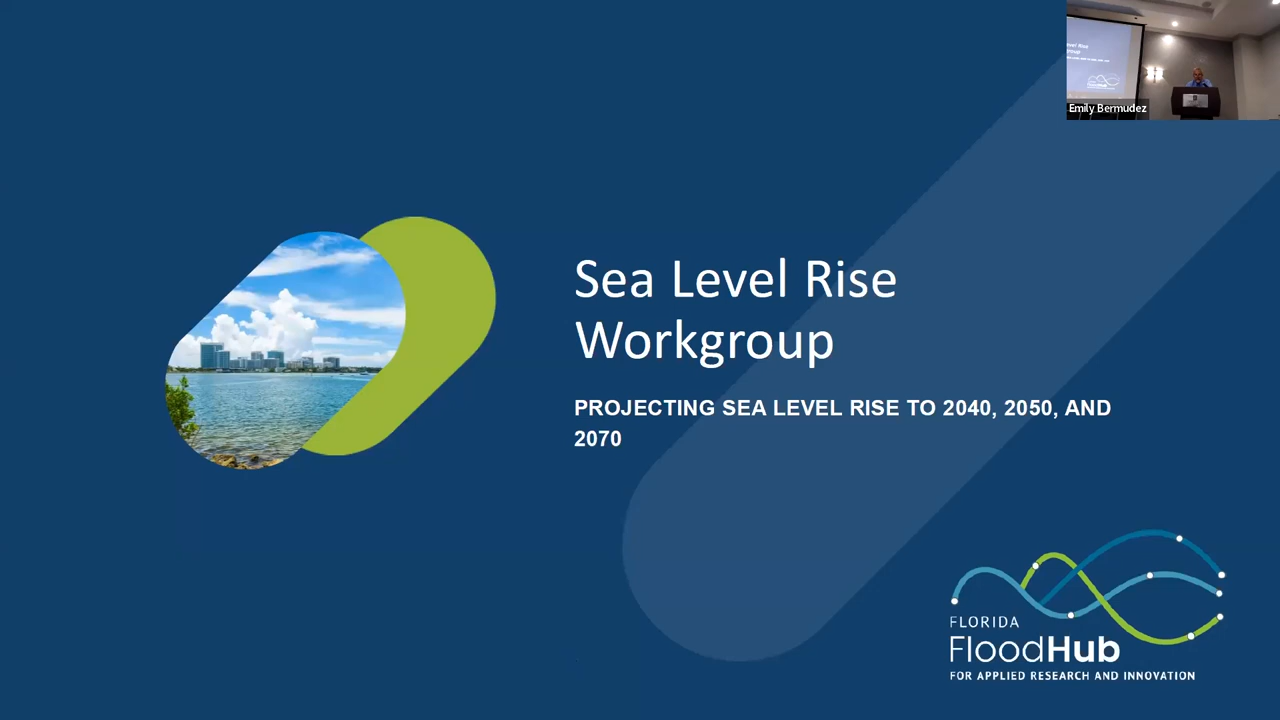 Emily Bermudez
Sea Level Rise
Workgroup
PROJECTING SEA LEVEL RISE TO 2040, 2050, AND
2070
FLORIDA
FloodHub
FOR APPLIED RESEARCH AND INNOVATION